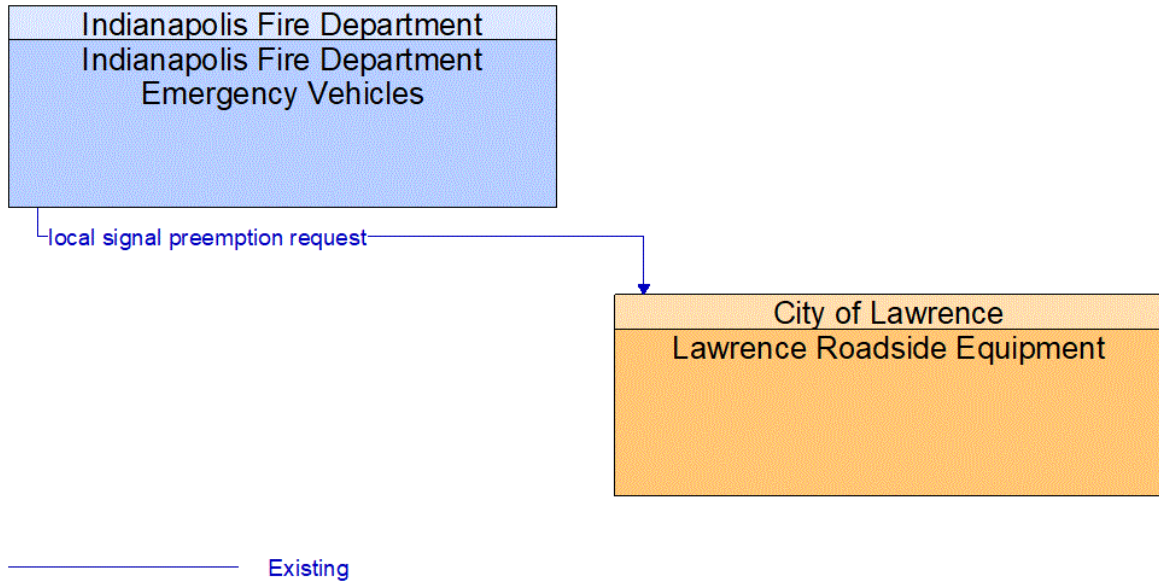 Indianapolis Fire Department
Indianapolis Fire Department
Emergency Vehicles
local signal preemption request
City of Lawrence
Lawrence Roadside Equipment
Existing